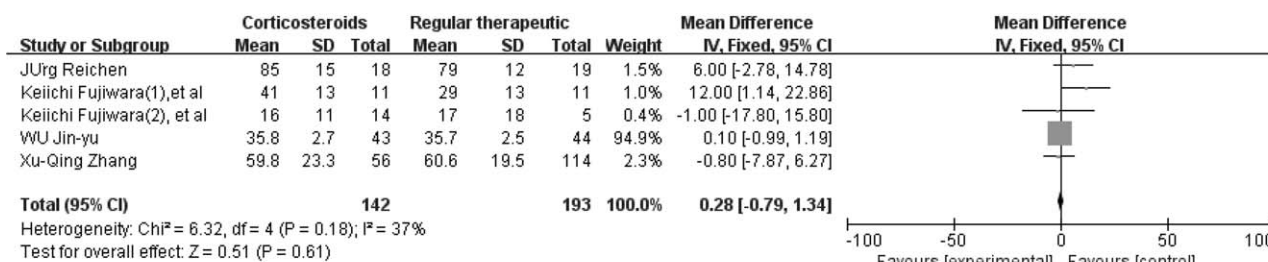 Corticosteroids Regular therapeutic Mean Difference Mean Difference
Study or Subgroup Mean SD Total Mean SD Total Weight IV, Fixed, 95% CI IV, Fixed, 95% CI
JÜrg Reichen 85 15 18 79 12 19 1.5% 6.00 [-2.78, 14.78]
Keiichi Fujiwara(1),et al 41 13 11 29 13 11 1.0% 12.00 [1.14, 22.86]
Keiichi Fujiwara(2), et al 16 11 14 17 18 5 0.4% -1.00 [-17.80, 15.80]
WU Jin-yu 35.8 2.7 43 35.7 2.5 44 94.9% 0.10 [-0.99, 1.19]
Xu-Qing Zhang 59.8 23.3 56 60.6 19.5 114 2.3% -0.80 [-7.87, 6.27]
Total (95% CI) 142 193 100.0% 0.28 [-0.79, 1.34]
Heterogeneity: Chi² = 6.32, df = 4 (P = 0.18); I² = 37%
Test for overall effect: Z = 0.51 (P = 0.61)
-100 -50 0 50 100
Favours [experimental] Favours [control]